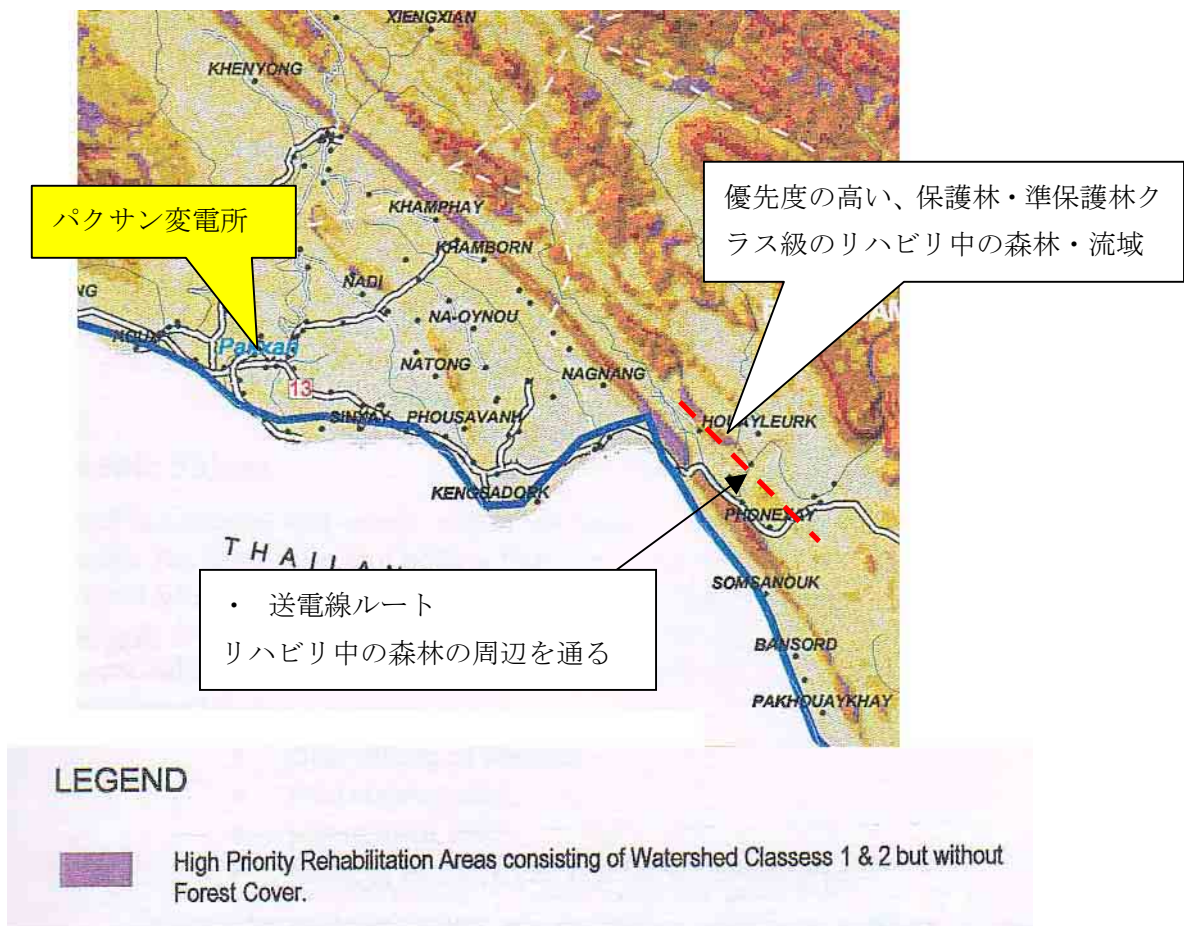 XIENGXIAN
KHENYONG
優先度の高い、保護林・準保護林ク
ラス級のリハビリ中の森林・流域
パクサン変電所
KHAMPHAY
KHAMBORN
NADI
NA-OYNOU
Pakxan
NATONG
NAGNANG
13
SINXAY
PHOUSAVANH
HOUAYLEURK
KENGSADORK
PHONEXAY
・ 送電線ルート
リハビリ中の森林の周辺を通る
SOMSANOUK
BANSORD
PAKHOUAYKHAY
LEGEND
High Priority Rehabilitation Areas consisting of Watershed Classess 1 & 2 but without
Forest Cover.